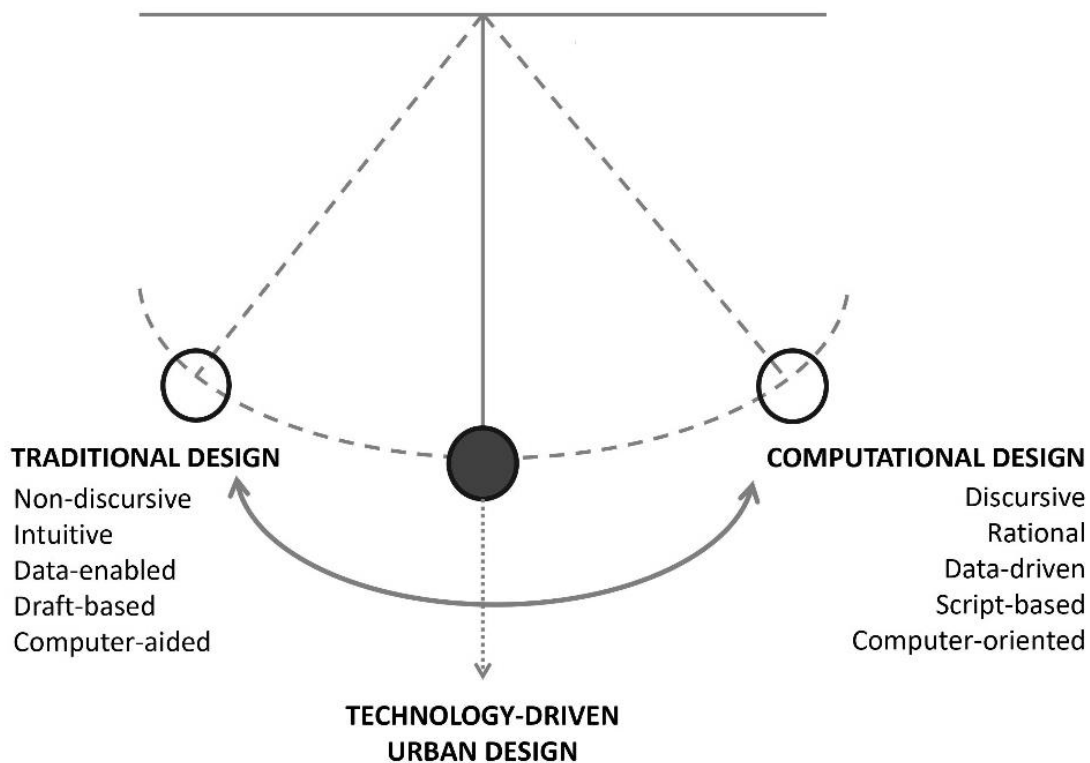 TRADITIONAL DESIGN
Non-discursive
Intuitive
Data-enabled
Draft-based
Computer-aided
COMPUTATIONAL DESIGN
Discursive
Rational
Data-driven
Script-based
Computer-oriented
TECHNOLOGY-DRIVEN
URBAN DESIGN